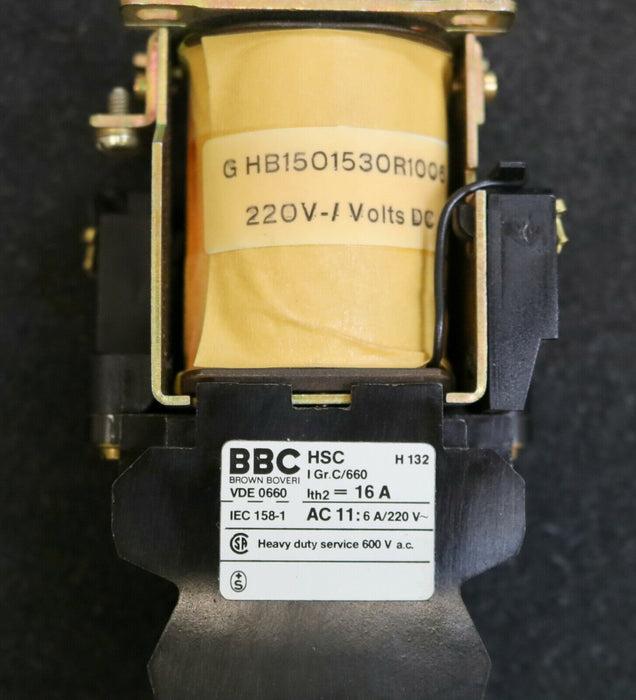 G HB1501530R1006
220V-/ Volts DC
BBC HSC H 132
BROWN BOVERI I Gr.C/660
VDE 0660 Ith2 = 16 A
IEC 158-1 AC 11: 6 A/220 V~
Heavy duty service 600 V a.c.
+
S